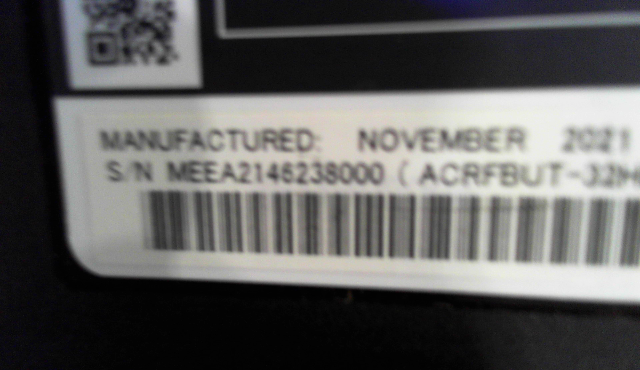 MANUFACTURED: NOVEMBER 2021
S/N MEEA2146238000 ( ACRFBUT-32H